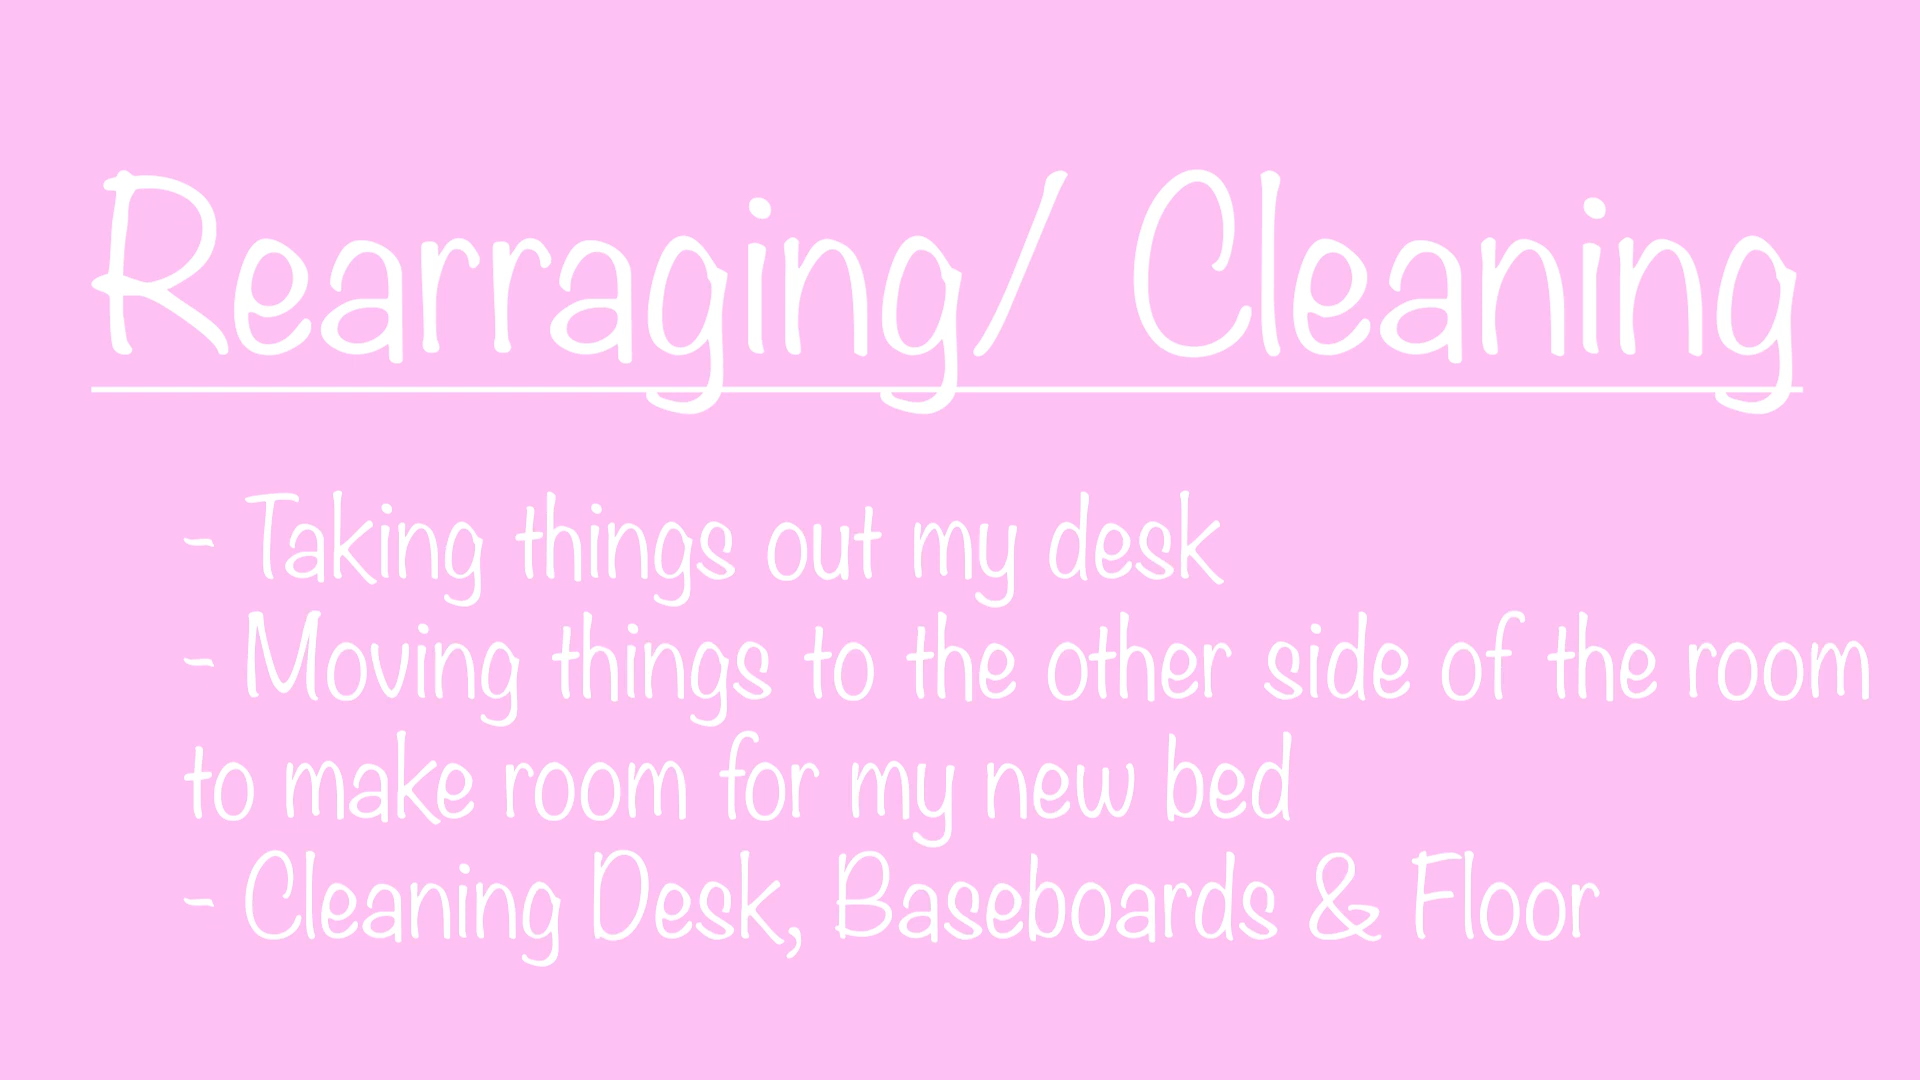 Rearraging/ Cleaning
- Taking things out my desk
- Moving things to the other side of the room
to make room for my new bed
- Cleaning Desk, Baseboards & Floor